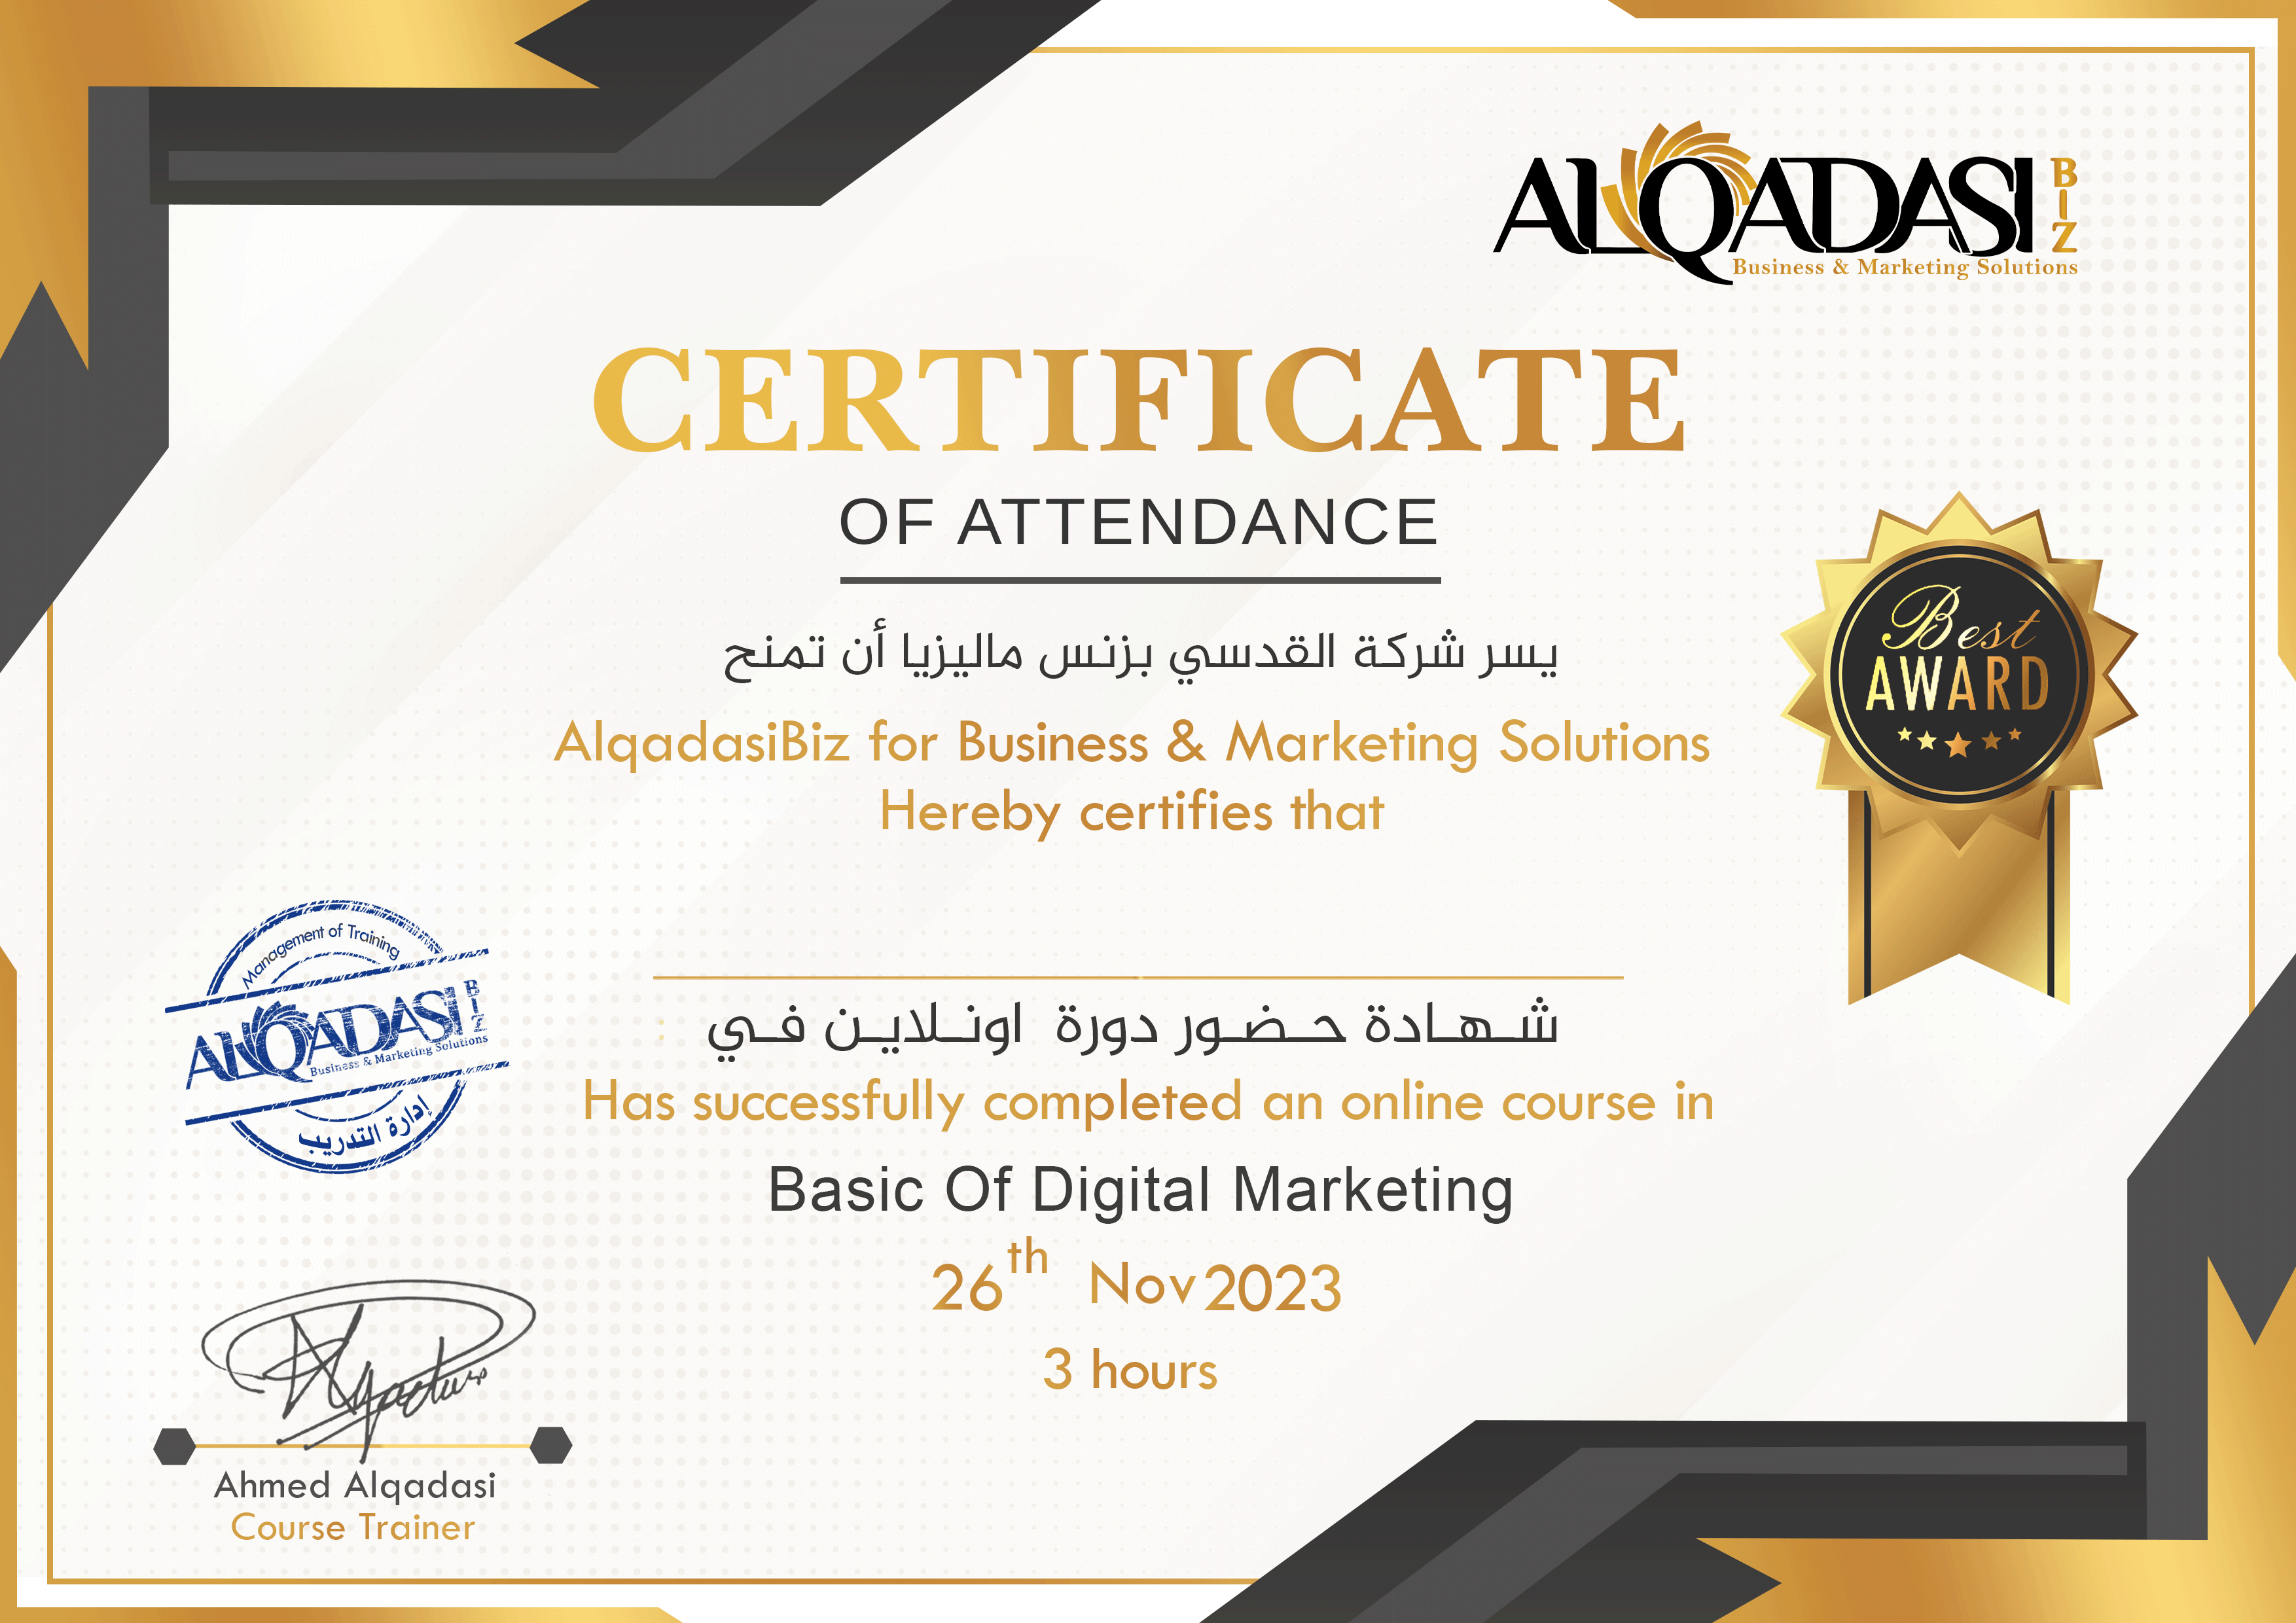 ALQADASI BIZ
Business & Marketing Solutions
CERTIFICATE
OF ATTENDANCE
يسر شركة القدسي بزنس ماليزيا أن تمنح
AlqadasiBiz for Business & Marketing Solutions
Hereby certifies that
Best
AWARD
Management of Training
ALQADASI BIZ
Business & Marketing Solutions
إدارة التدريب
شـهـادة حـضـور دورة اونـلايـن فـي :
Has successfully completed an online course in
Basic Of Digital Marketing
26th Nov 2023
3 hours
Ahmed Alqadasi
Course Trainer